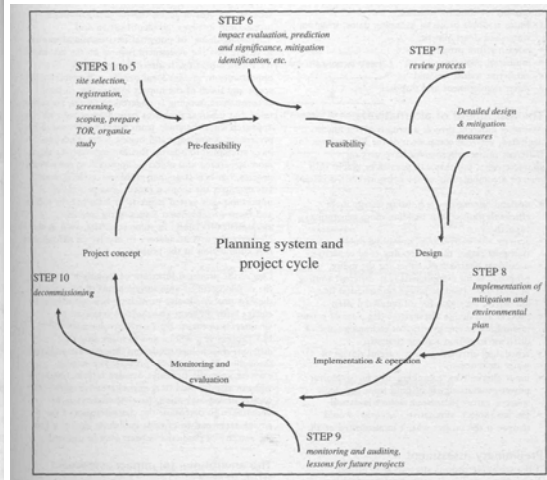 STEP 6
impact evaluation, prediction
and significance, mitigation
identification, etc.
STEPS 1 to 5
site selection,
registration,
screening,
scoping, prepare
TOR, organise
study
STEP 7
review process
Detailed design
& mitigation
measures
Pre-feasibility
Feasibility
Project concept
Planning system and
project cycle
Design
STEP 10
decommissioning
STEP 8
Implementation of
mitigation and
environmental
plan
Monitoring and
evaluation
Implementation & operation
STEP 9
monitoring and auditing,
lessons for future projects